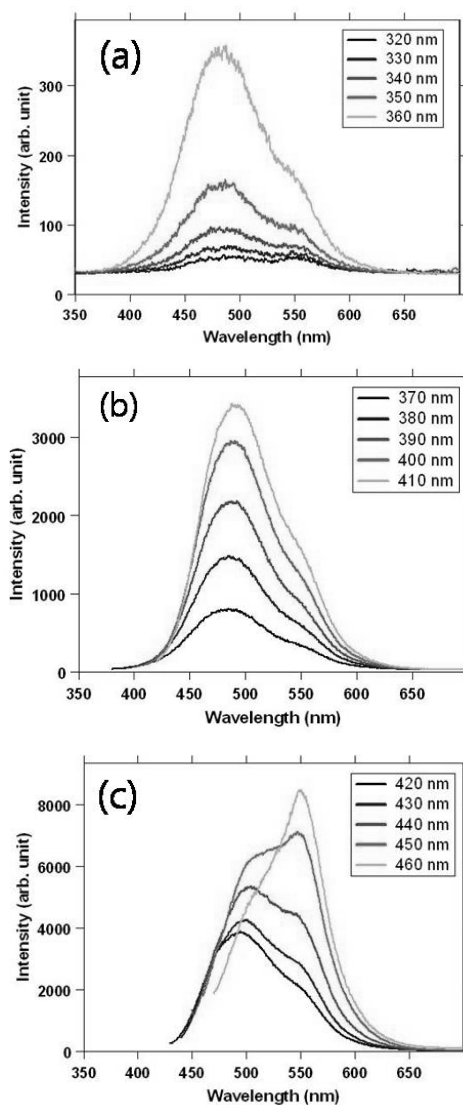 (a)
320 nm
330 nm
340 nm
350 nm
360 nm
Intensity (arb. unit)
300
200
100
0
350 400 450 500 550 600 650
Wavelength (nm)
(b)
370 nm
380 nm
390 nm
400 nm
410 nm
Intensity (arb. unit)
3000
2000
1000
0
350 400 450 500 550 600 650
Wavelength (nm)
(c)
420 nm
430 nm
440 nm
450 nm
460 nm
Intensity (arb. unit)
8000
6000
4000
2000
0
350 400 450 500 550 600 650
Wavelength (nm)